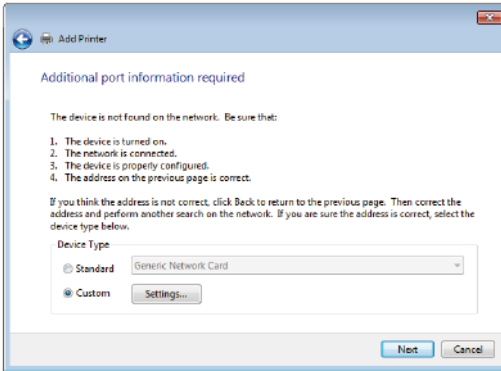 Add Printer
Additional port information required
The device is not found on the network. Be sure that:
1. The device is turned on.
2. The network is connected.
3. The device is properly configured.
4. The address on the previous page is correct.
If you think the address is not correct, click Back to return to the previous page. Then correct the
address and perform another search on the network. If you are sure the address is correct, select the
device type below.
Device Type
Standard Generic Network Card
Custom Settings...
Next Cancel